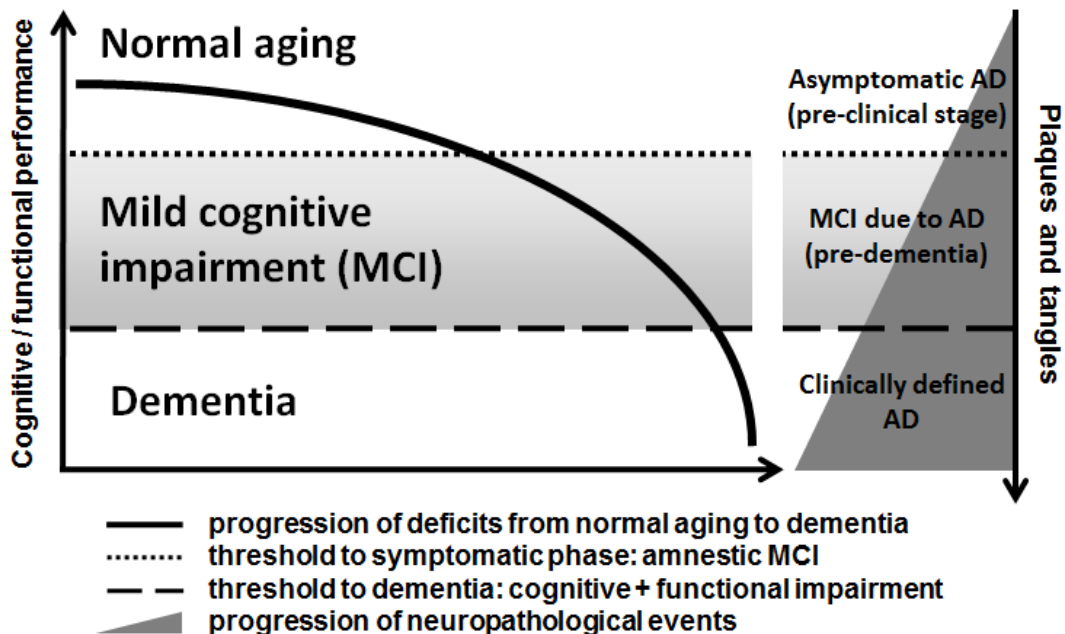 Cognitive / functional performance
Normal aging
Mild cognitive
impairment (MCI)
Dementia
Asymptomatic AD
(pre-clinical stage)
MCI due to AD
(pre-dementia)
Clinically defined
AD
Plaques and tangles
progression of deficits from normal aging to dementia
threshold to symptomatic phase: amnestic MCI
threshold to dementia: cognitive + functional impairment
progression of neuropathological events